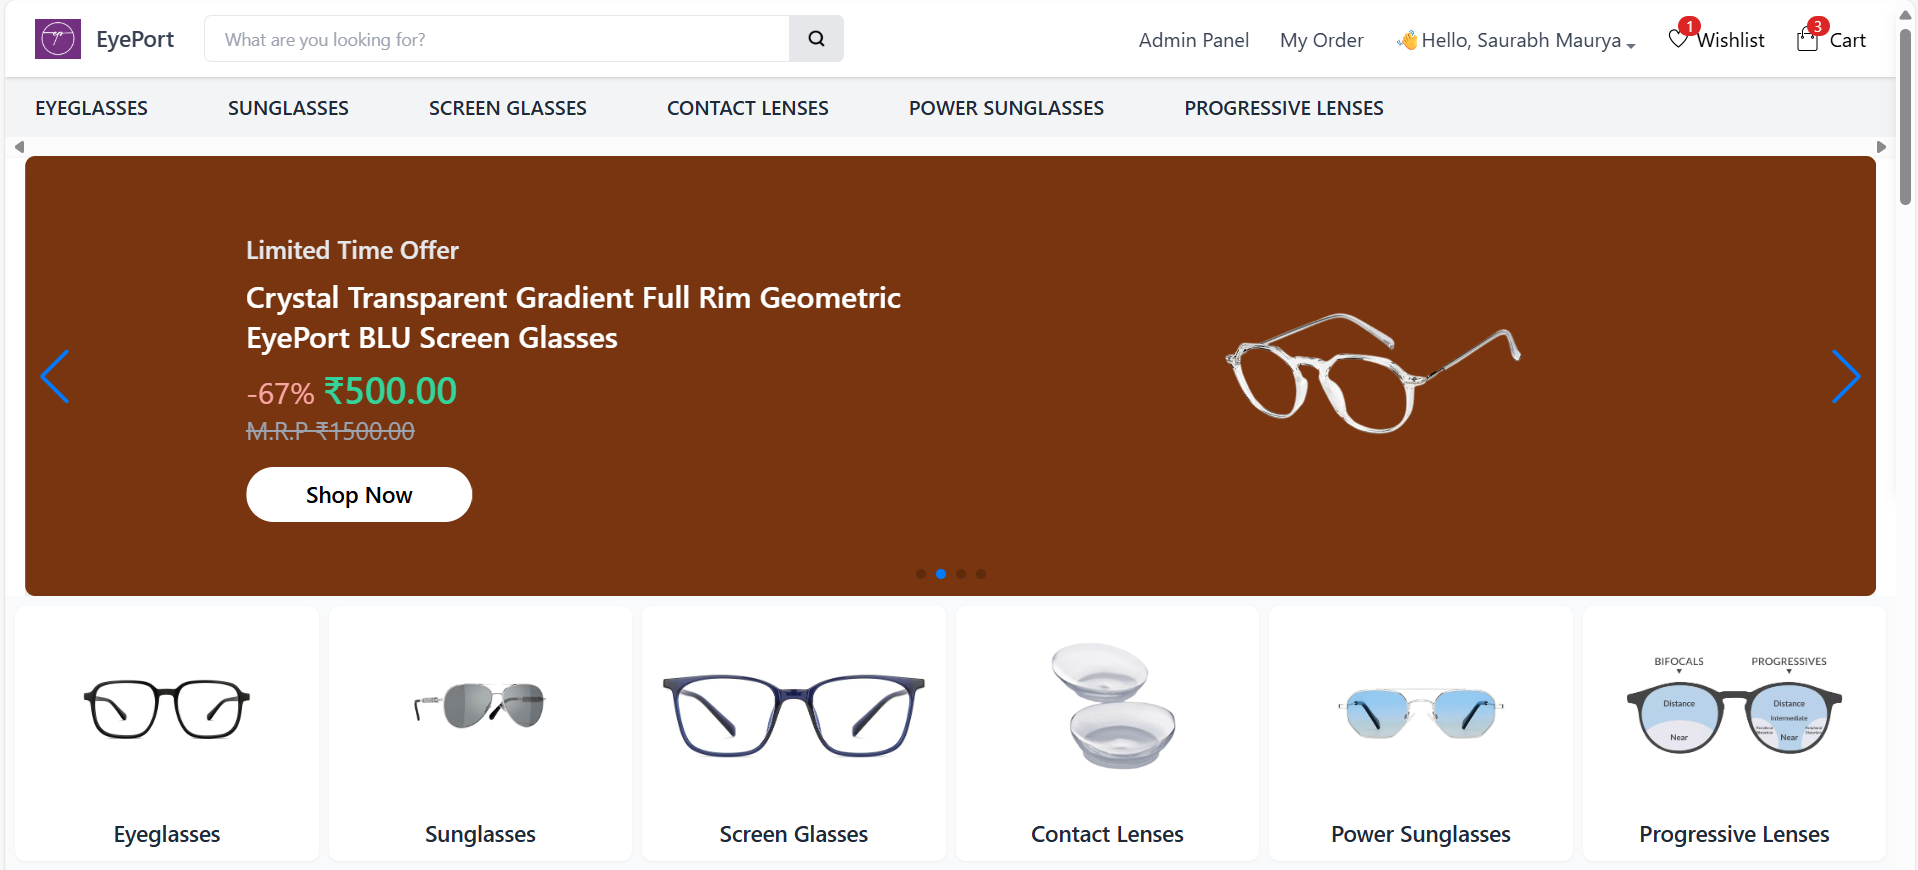 ep
EyePort
What are you looking for?
Admin Panel
My Order
👋Hello, Saurabh Maurya
1
Wishlist
3
Cart
EYEGLASSES
SUNGLASSES
SCREEN GLASSES
CONTACT LENSES
POWER SUNGLASSES
PROGRESSIVE LENSES
Limited Time Offer
Crystal Transparent Gradient Full Rim Geometric
EyePort BLU Screen Glasses
-67% ₹500.00
M.R.P ₹1500.00
Shop Now
BIFOCALS
PROGRESSIVES
Distance
Near
Distance
Intermediate
Near
Eyeglasses
Sunglasses
Screen Glasses
Contact Lenses
Power Sunglasses
Progressive Lenses